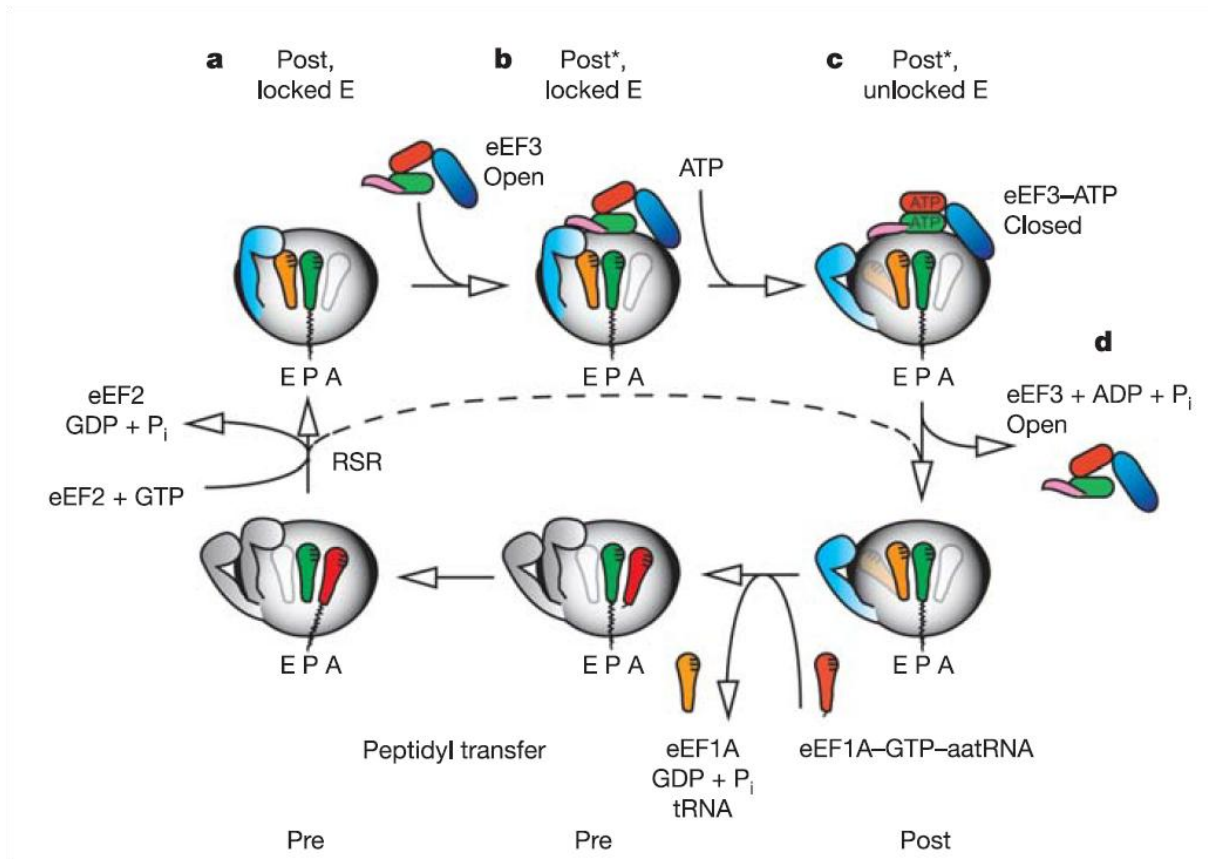 a Post,
locked E
b Post*,
locked E
c Post*,
unlocked E
eEF3
Open
ATP
eEF3–ATP
Closed
ATP
ATP
E P A
E P A
E P A
d
eEF3 + ADP + Pi
Open
eEF2
GDP + Pi
RSR
eEF2 + GTP
E P A
E P A
E P A
Peptidyl transfer
eEF1A
GDP + Pi
tRNA
eEF1A–GTP–aatRNA
Pre
Pre
Post